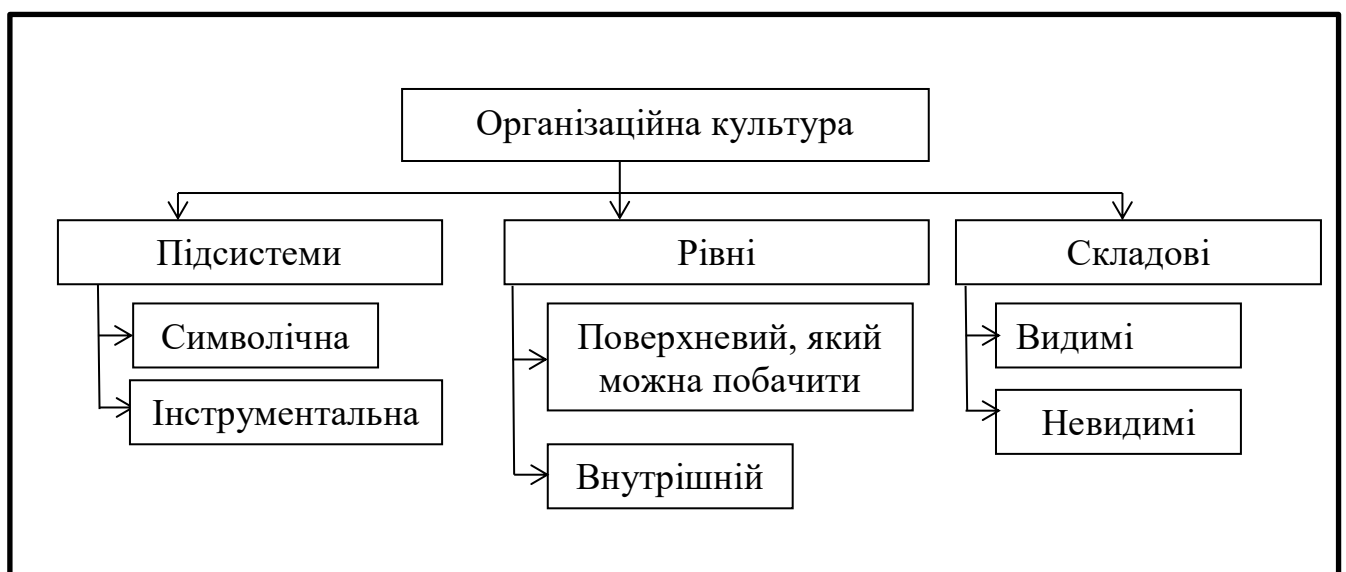 Організаційна культура
Підсистеми
Символічна
Інструментальна
Рівні
Поверхневий, який
можна побачити
Внутрішній
Складові
Видимі
Невидимі